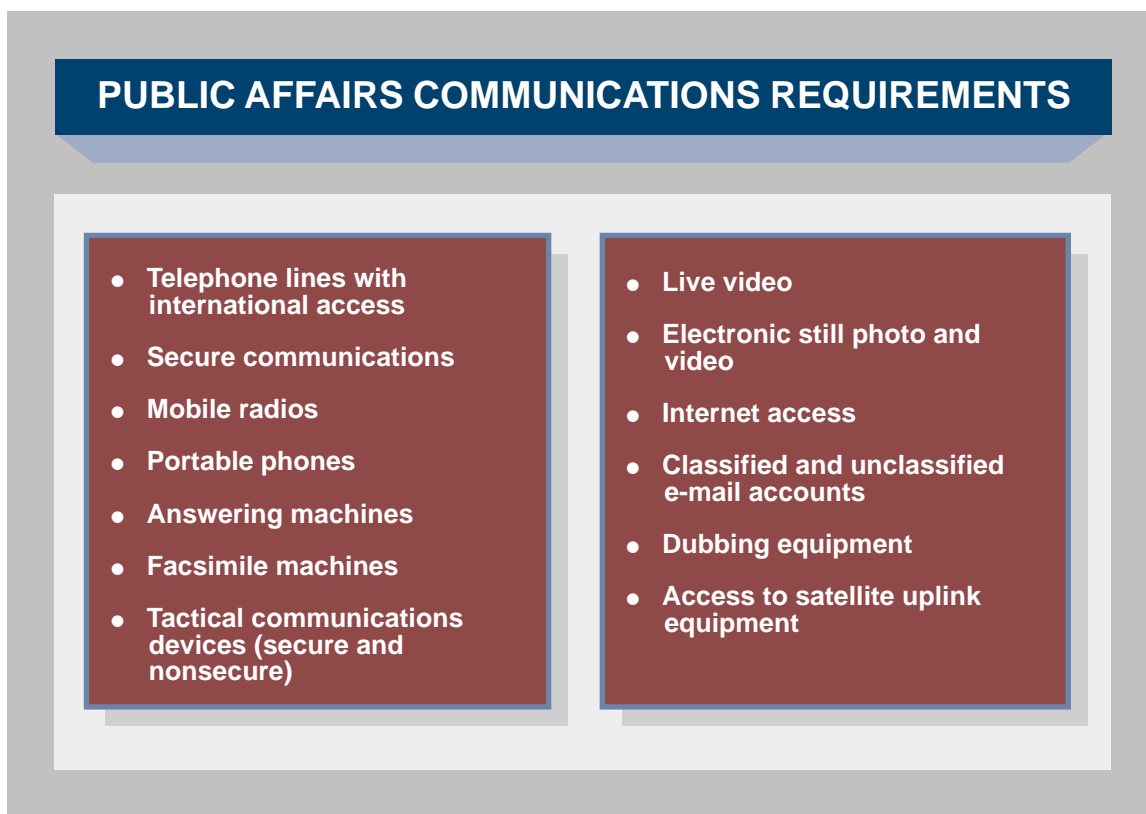 PUBLIC AFFAIRS COMMUNICATIONS REQUIREMENTS
● Telephone lines with
international access
● Secure communications
● Mobile radios
● Portable phones
● Answering machines
● Facsimile machines
● Tactical communications
devices (secure and
nonsecure)
● Live video
● Electronic still photo and
video
● Internet access
● Classified and unclassified
e-mail accounts
● Dubbing equipment
● Access to satellite uplink
equipment